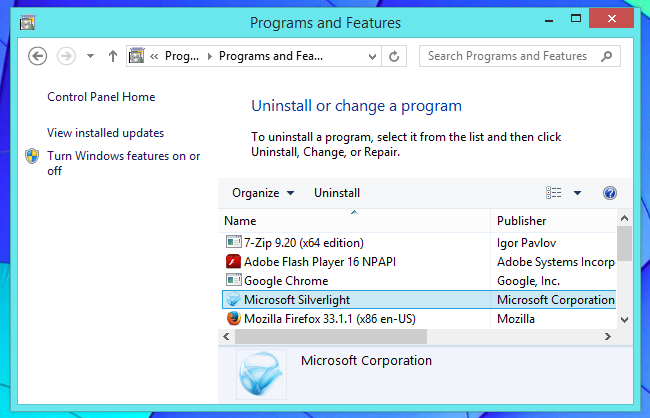 Programs and Features
« Prog... › Programs and Fea...
Search Programs and Features
Control Panel Home
View installed updates
Turn Windows features on or
off
Uninstall or change a program
To uninstall a program, select it from the list and then click
Uninstall, Change, or Repair.
Organize Uninstall
Name Publisher
7-Zip 9.20 (x64 edition) Igor Pavlov
Adobe Flash Player 16 NPAPI Adobe Systems Incorp
Google Chrome Google, Inc.
Microsoft Silverlight Microsoft Corporation
Mozilla Firefox 33.1.1 (x86 en-US) Mozilla
Microsoft Corporation